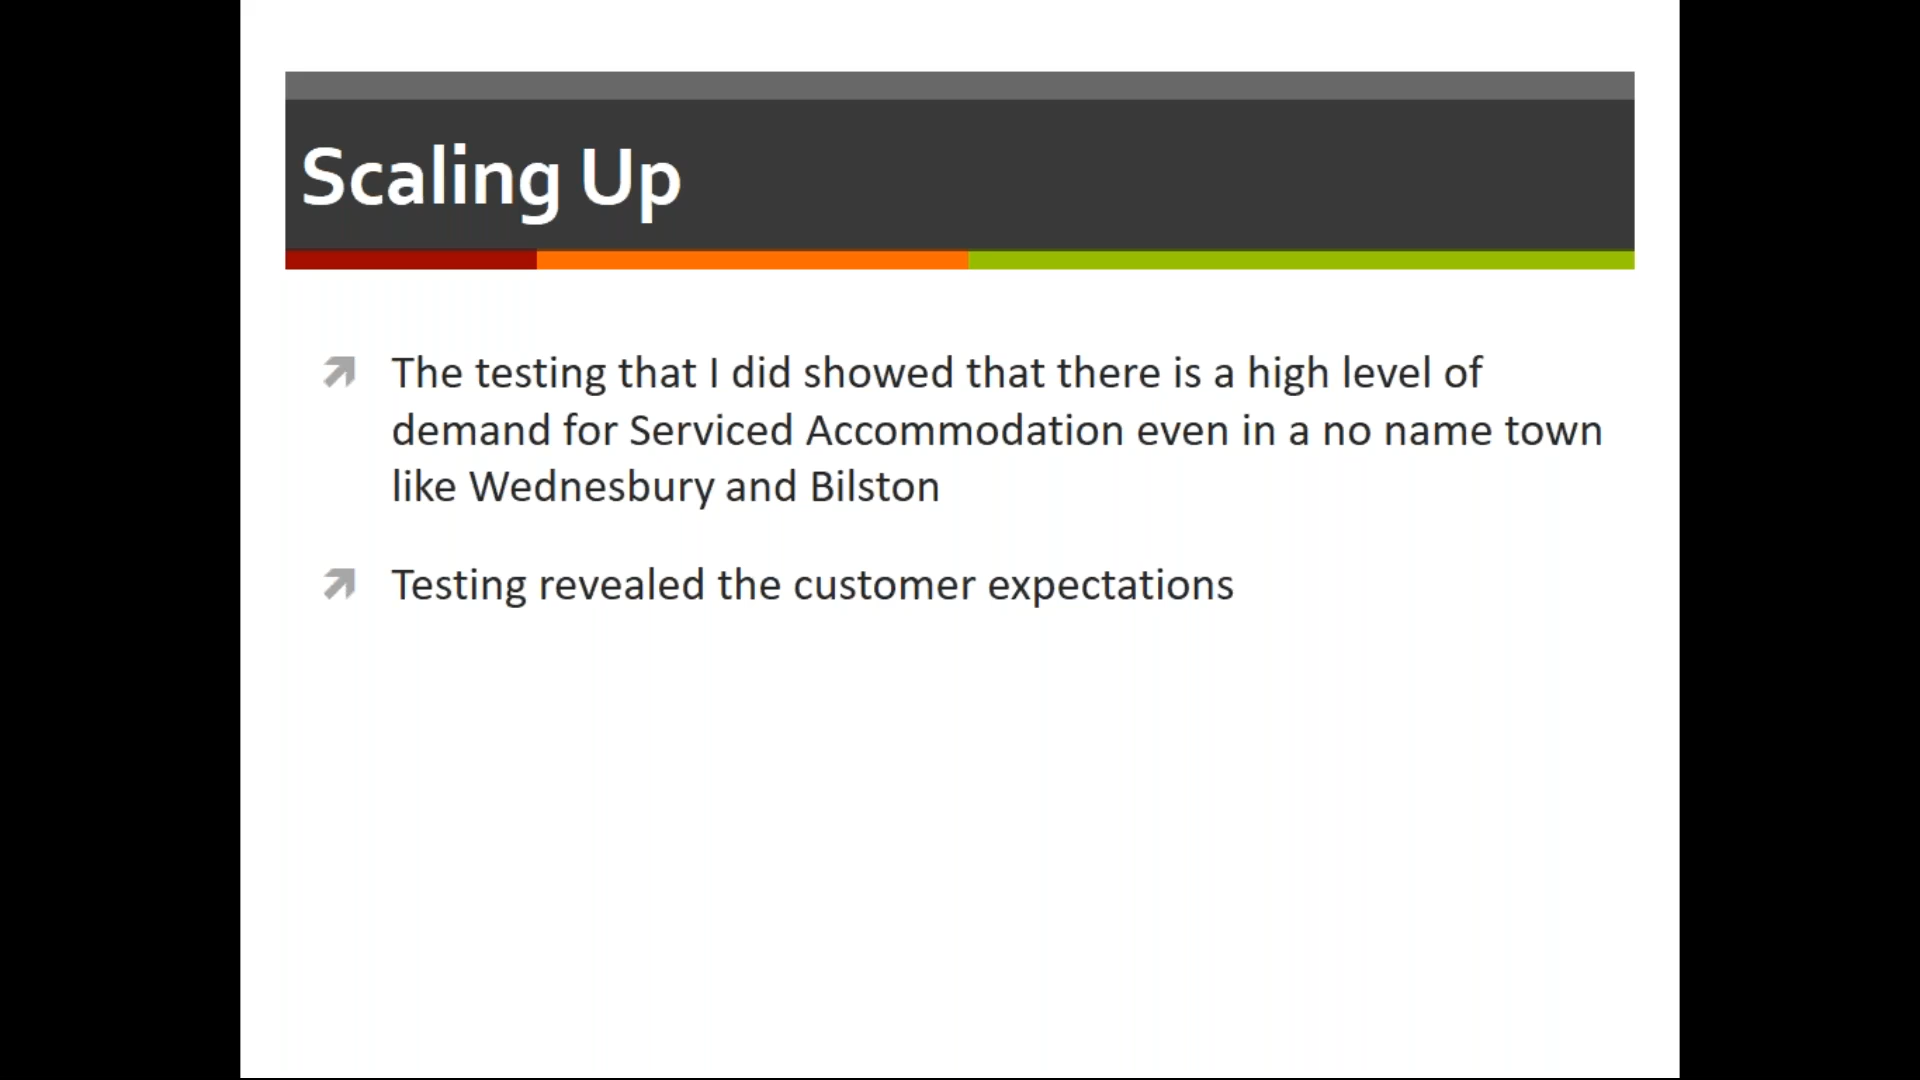 Scaling Up
The testing that I did showed that there is a high level of
demand for Serviced Accommodation even in a no name town
like Wednesbury and Bilston
Testing revealed the customer expectations